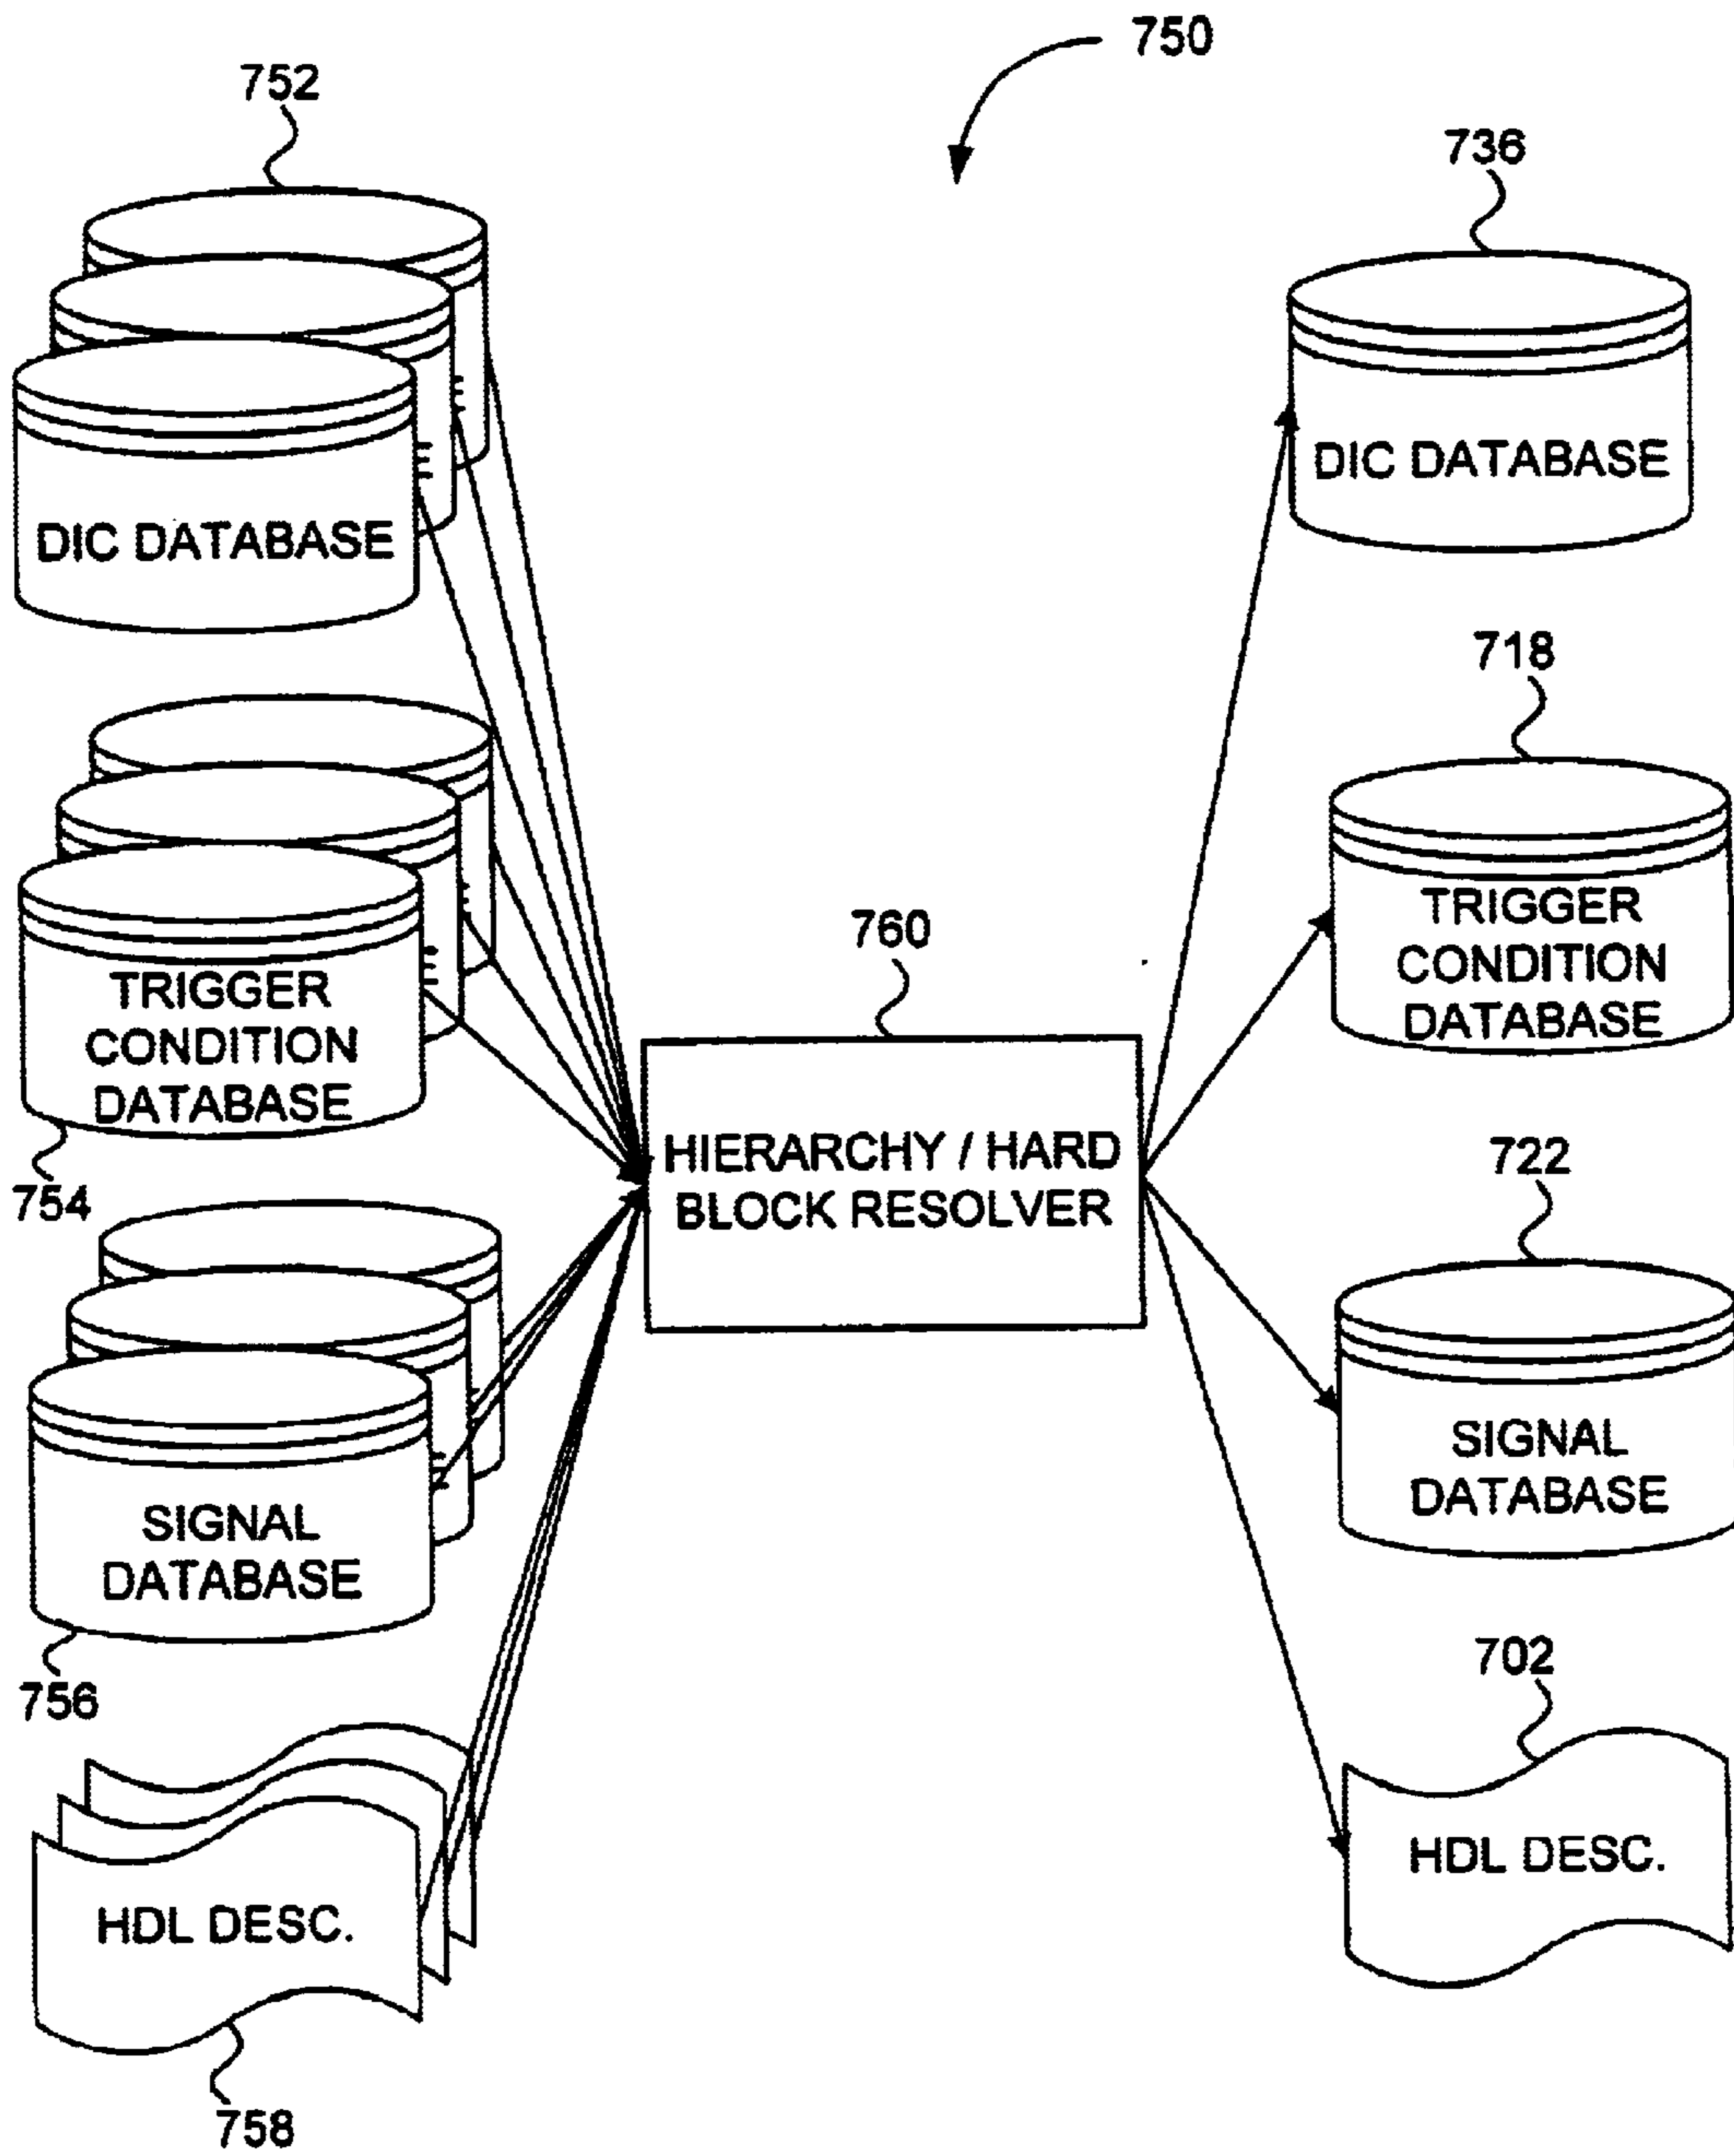 750
752
DIC DATABASE
TRIGGER
CONDITION
DATABASE
754
SIGNAL
DATABASE
756
HDL DESC.
758
760
HIERARCHY / HARD
BLOCK RESOLVER
736
DIC DATABASE
718
TRIGGER
CONDITION
DATABASE
722
SIGNAL
DATABASE
702
HDL DESC.